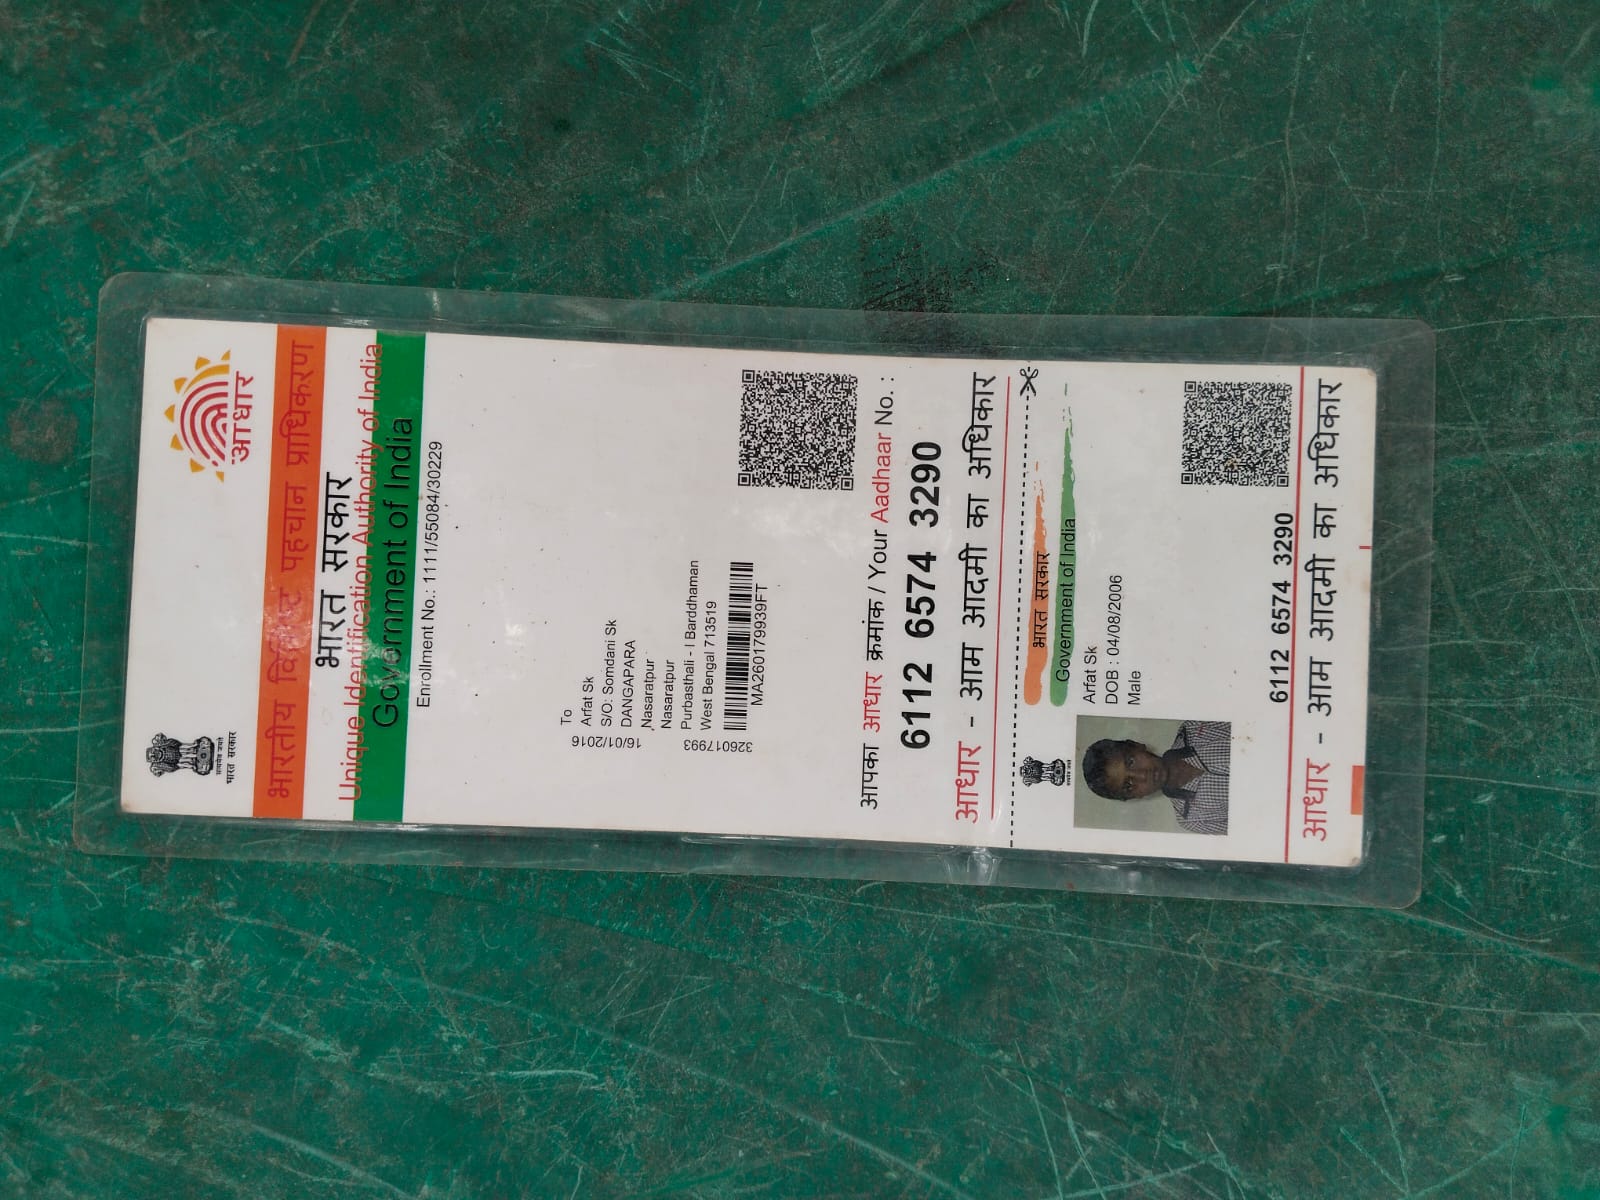 आधार
भारत सरकार
भारतीय विशिष्ट पहचान प्राधिकरण
भारत सरकार
Unique Identification Authority of India
Government of India
Enrollment No.: 1111/55084/30229
To
Arfat Sk
S/O: Somdani Sk
DANGAPARA
,Nasaratpur
Nasaratpur
Purbasthali - I Barddhaman
West Bengal 713519
16/01/2016
326017993
MA260179939FT
आपका आधार क्रमांक / Your Aadhaar No. :
6112 6574 3290
आधार - आम आदमी का अधिकार
भारत सरकार
Government of India
Arfat Sk
DOB : 04/08/2006
Male
6112 6574 3290
आधार - आम आदमी का अधिकार